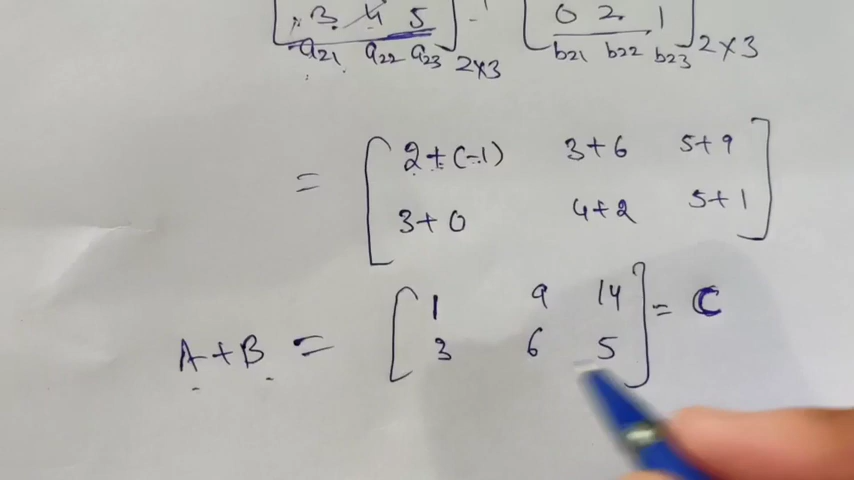 3 4 5 0 2 1
a21 a22 a23 2×3 b21 b22 b23 2×3
= [ 2+(-1) 3+6 5+9
3+0 4+2 5+1 ]
A+B = [ 1 9 14
3 6 5 ] = C